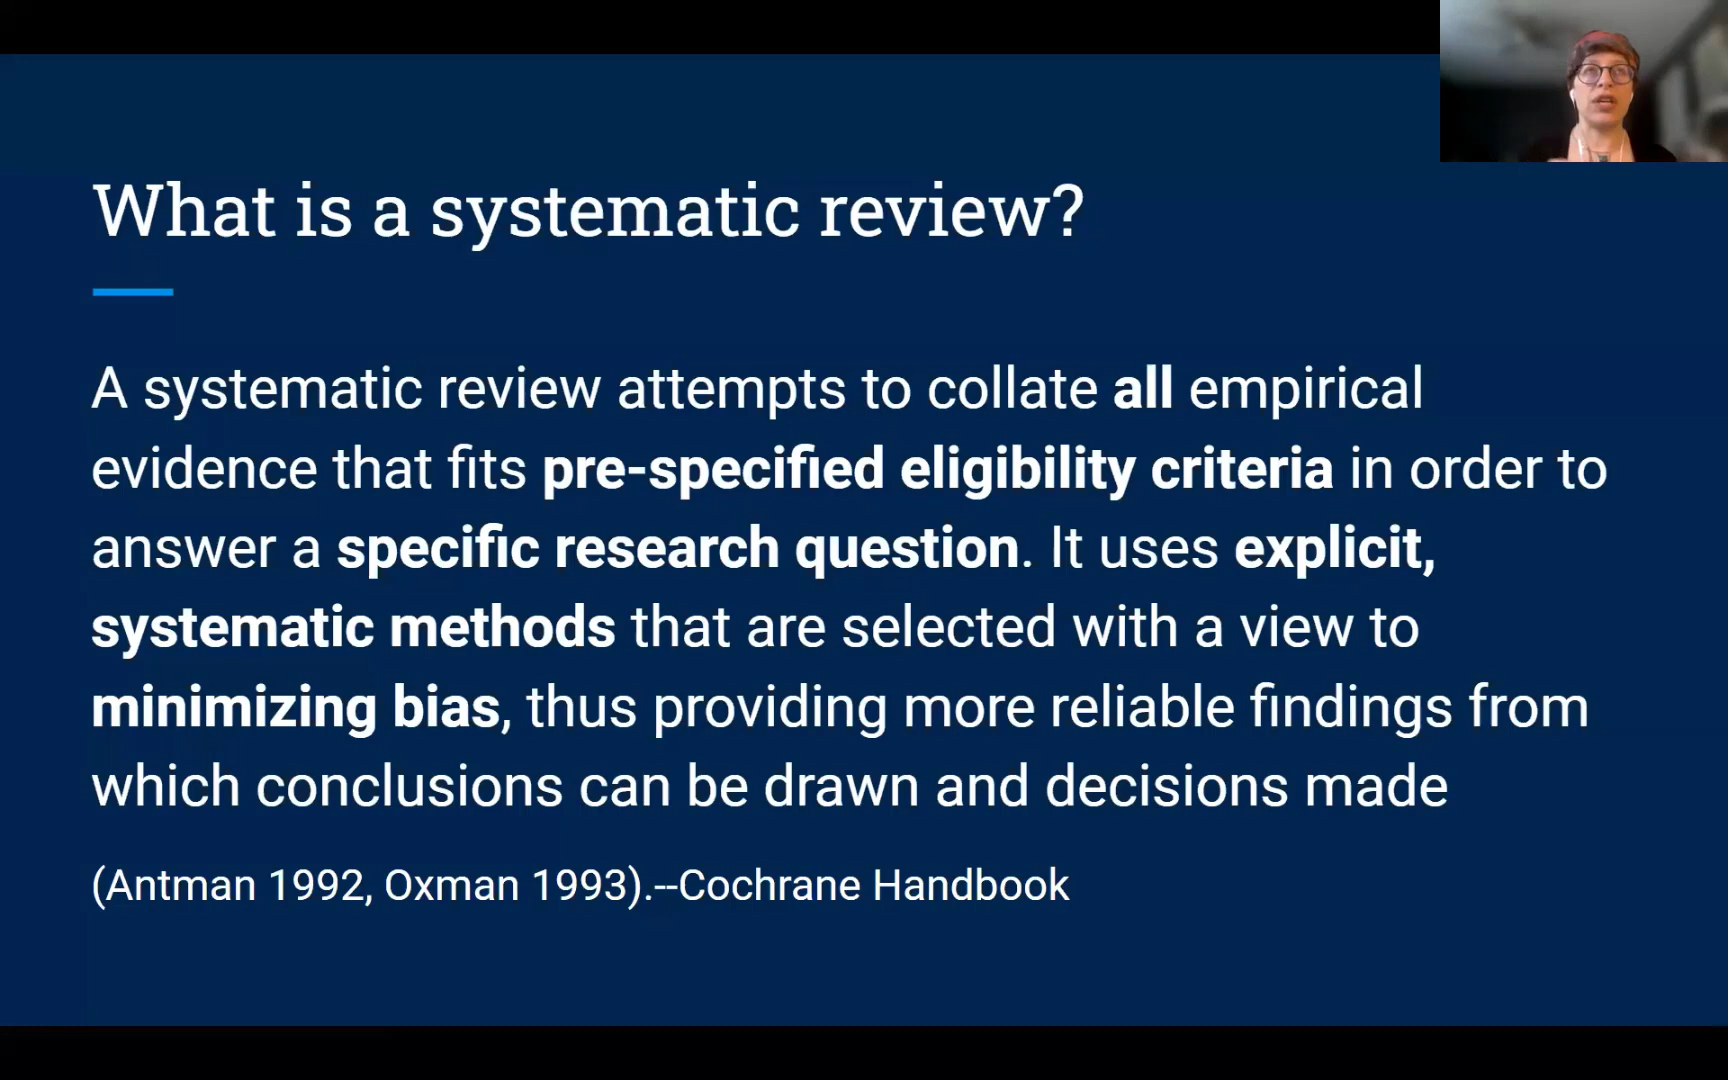 What is a systematic review?
A systematic review attempts to collate all empirical
evidence that fits pre-specified eligibility criteria in order to
answer a specific research question. It uses explicit,
systematic methods that are selected with a view to
minimizing bias, thus providing more reliable findings from
which conclusions can be drawn and decisions made
(Antman 1992, Oxman 1993).--Cochrane Handbook